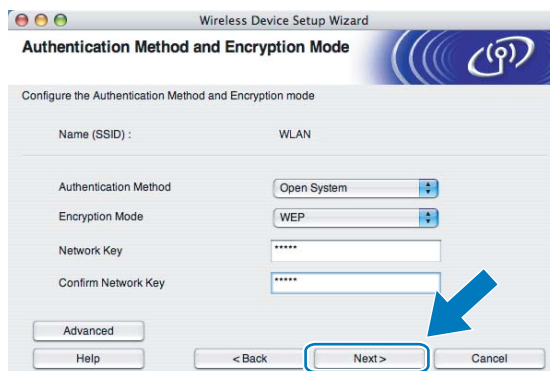 Wireless Device Setup Wizard
Authentication Method and Encryption Mode
Configure the Authentication Method and Encryption mode
Name (SSID) : WLAN
Authentication Method Open System
Encryption Mode WEP
Network Key *****
Confirm Network Key *****
Advanced
Help < Back Next > Cancel